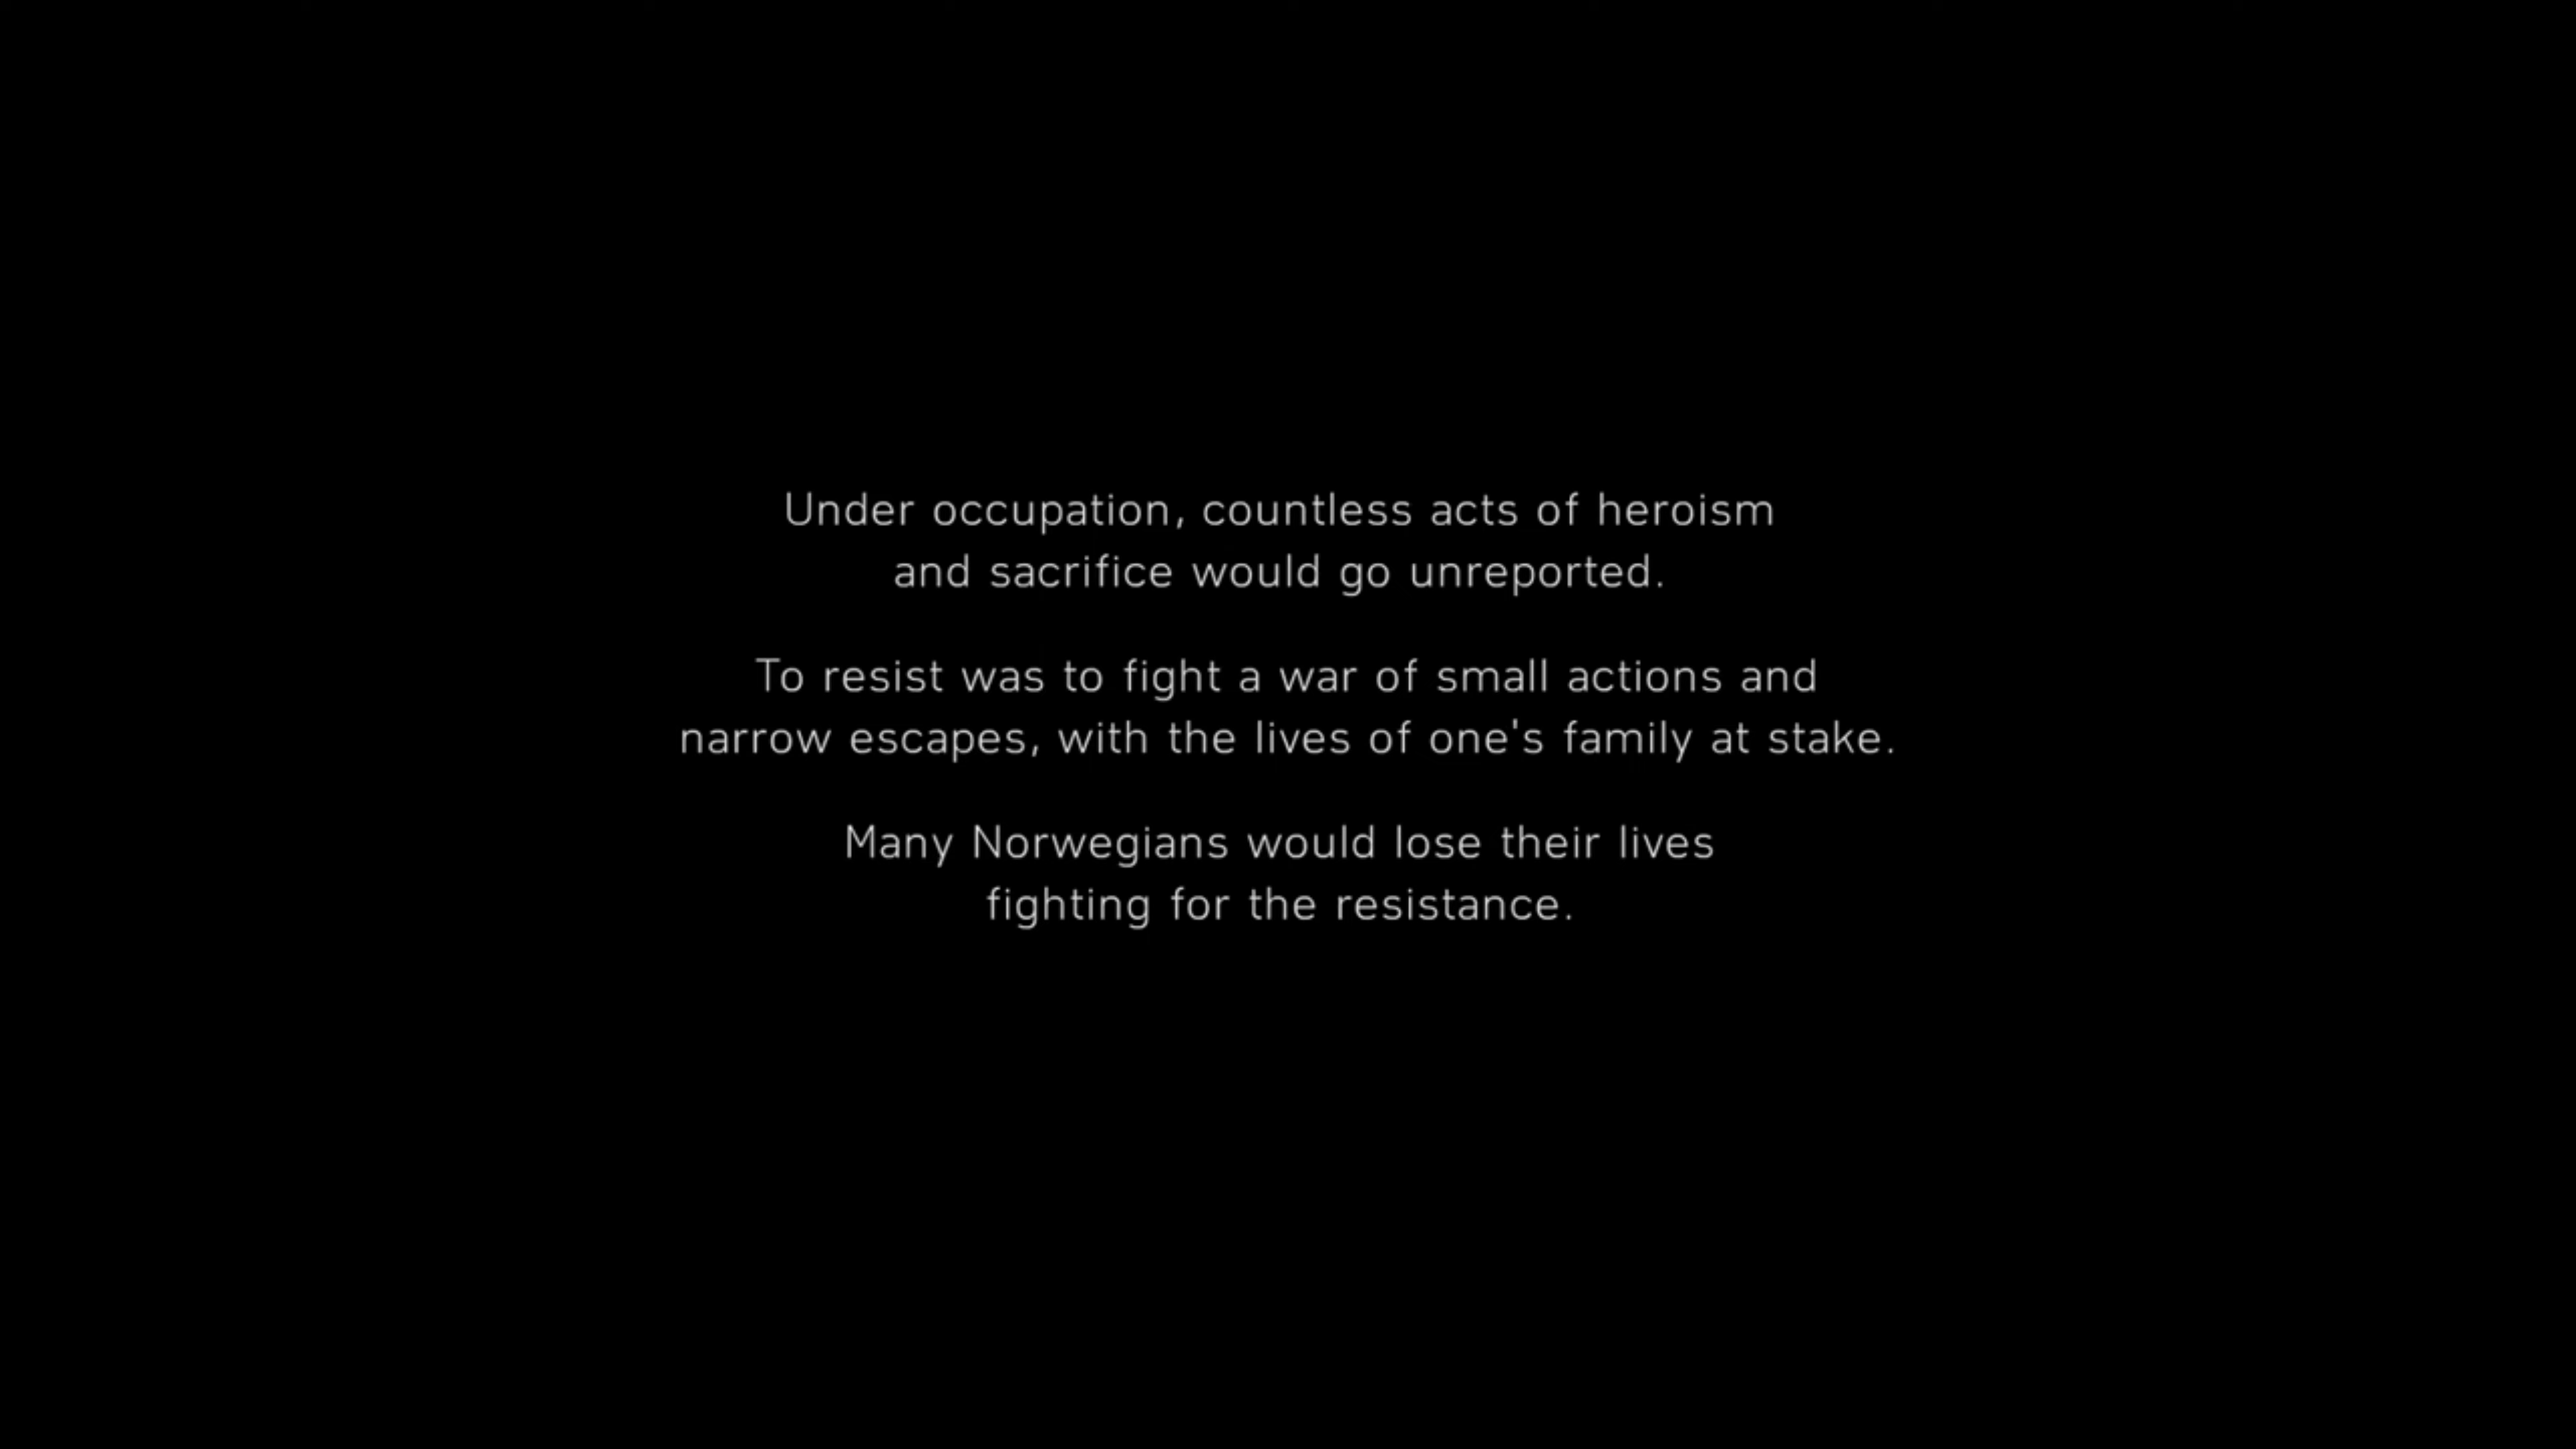 Under occupation, countless acts of heroism
and sacrifice would go unreported.
To resist was to fight a war of small actions and
narrow escapes, with the lives of one's family at stake.
Many Norwegians would lose their lives
fighting for the resistance.